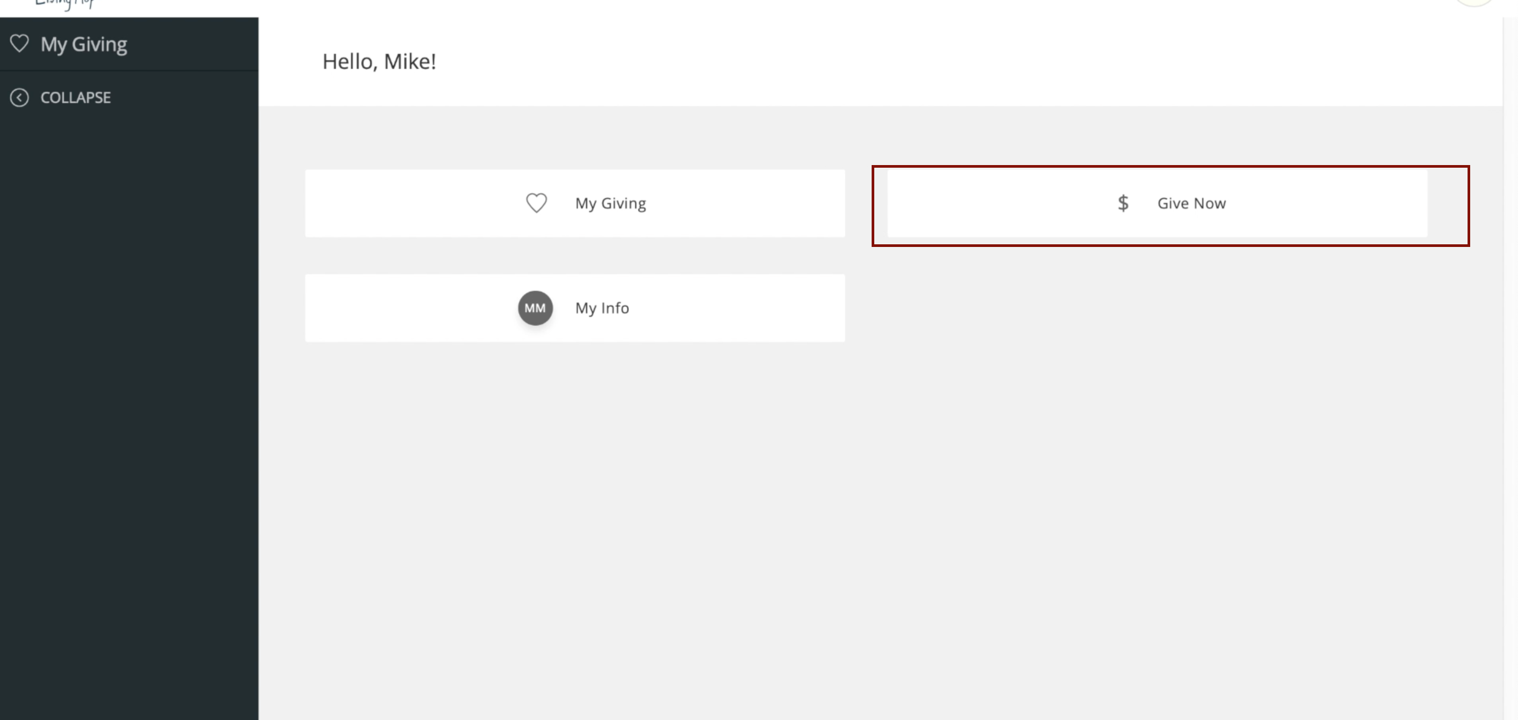 My Giving
COLLAPSE
Hello, Mike!
My Giving
$ Give Now
MM My Info